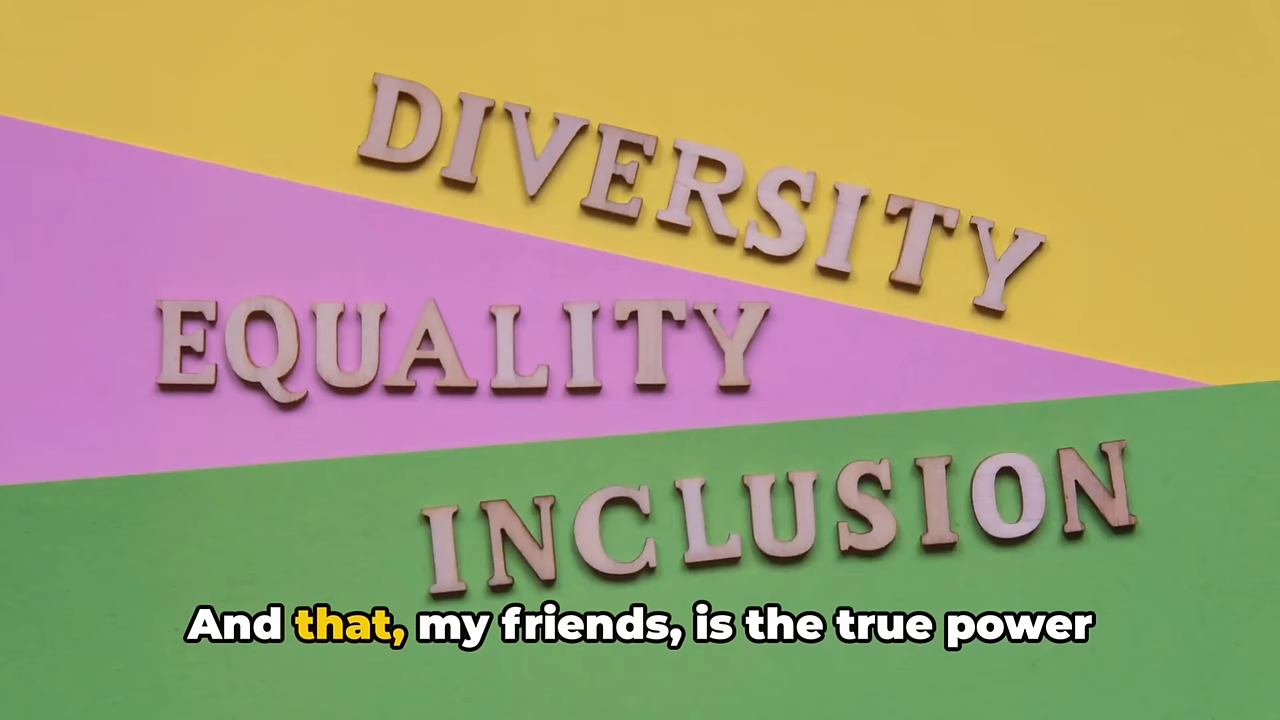 DIVERSITY
EQUALITY
INCLUSION
And that, my friends, is the true power